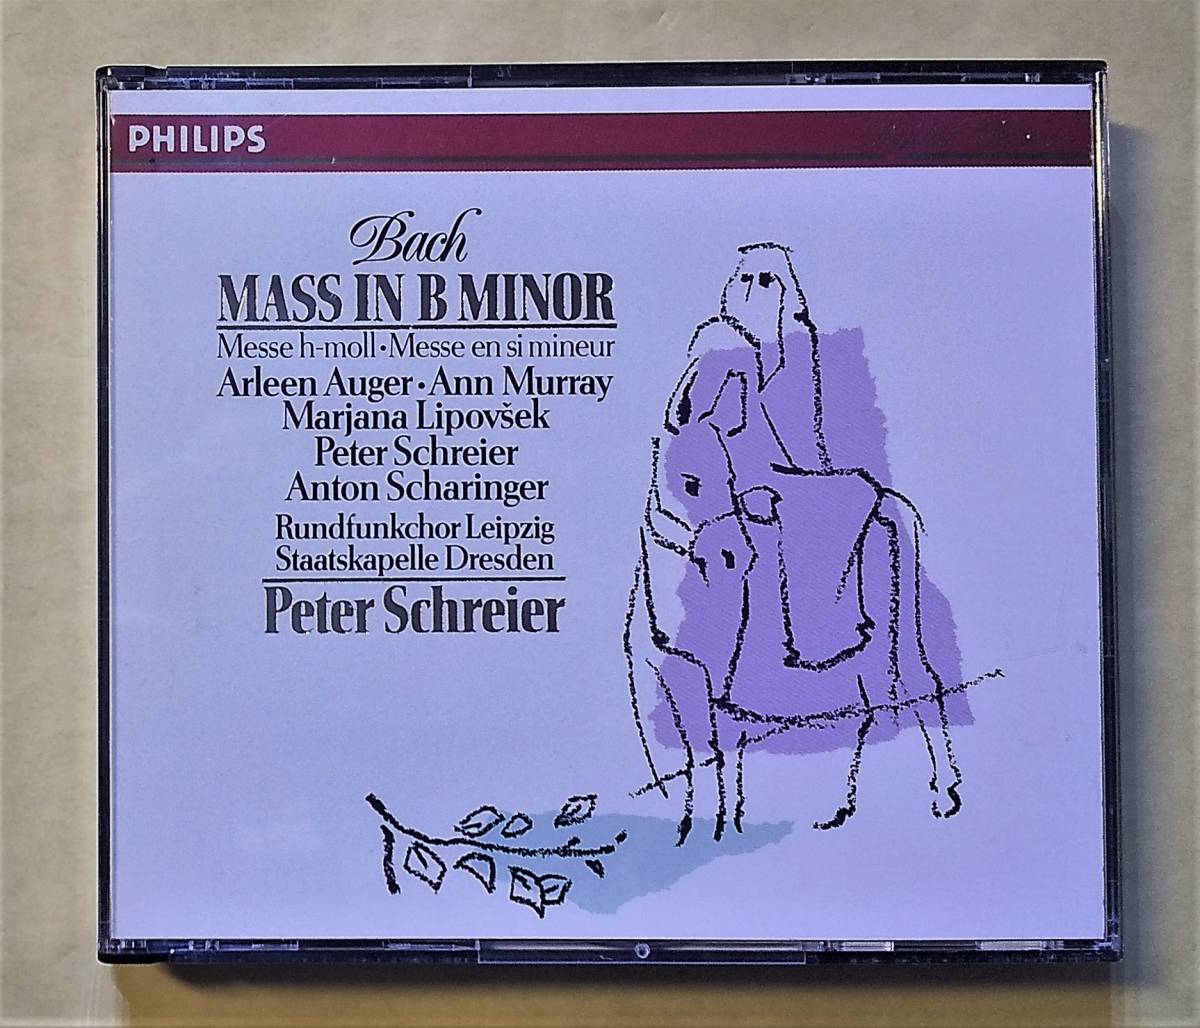 PHILIPS
Bach
MASS IN B MINOR
Messe h-moll·Messe en si mineur
Arleen Auger·Ann Murray
Marjana Lipovšek
Peter Schreier
Anton Scharinger
Rundfunkchor Leipzig
Staatskapelle Dresden
Peter Schreier